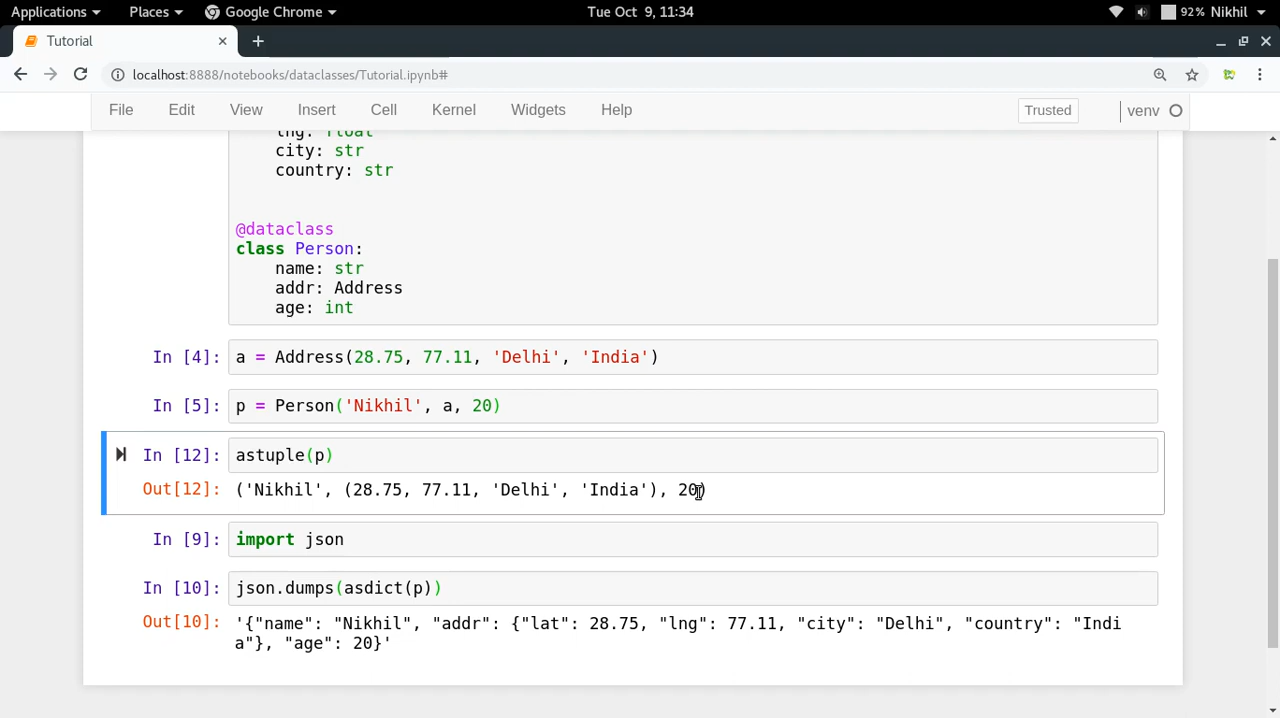 Applications Places Google Chrome Tue Oct 9, 11:34 92% Nikhil
Tutorial
localhost:8888/notebooks/dataclasses/Tutorial.ipynb#
File Edit View Insert Cell Kernel Widgets Help Trusted venv
lng: float
city: str
country: str
@dataclass
class Person:
name: str
addr: Address
age: int
In [4]: a = Address(28.75, 77.11, 'Delhi', 'India')
In [5]: p = Person('Nikhil', a, 20)
In [12]: astuple(p)
Out[12]: ('Nikhil', (28.75, 77.11, 'Delhi', 'India'), 20)
In [9]: import json
In [10]: json.dumps(asdict(p))
Out[10]: '{"name": "Nikhil", "addr": {"lat": 28.75, "lng": 77.11, "city": "Delhi", "country": "Indi
a"}, "age": 20}'